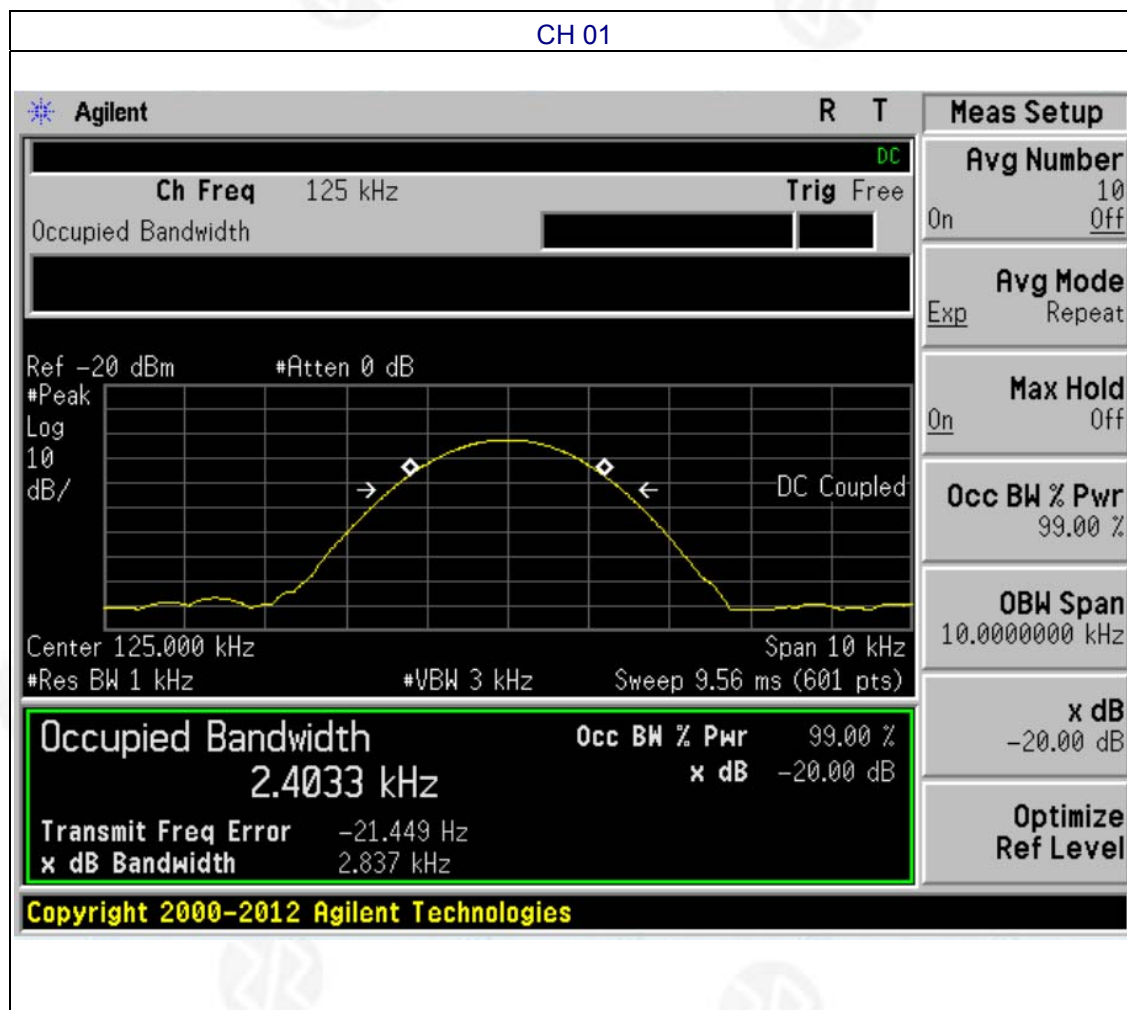 CH 01
Agilent R T
DC
Ch Freq 125 kHz Trig Free
Occupied Bandwidth
Ref -20 dBm #Atten 0 dB
#Peak
Log
10
dB/
DC Coupled
Center 125.000 kHz Span 10 kHz
#Res BW 1 kHz #VBW 3 kHz Sweep 9.56 ms (601 pts)
Occupied Bandwidth Occ BW % Pwr 99.00 %
2.4033 kHz x dB -20.00 dB
Transmit Freq Error -21.449 Hz
x dB Bandwidth 2.837 kHz
Copyright 2000-2012 Agilent Technologies
Meas Setup
Avg Number
10
On Off
Avg Mode
Exp Repeat
Max Hold
On Off
Occ BW % Pwr
99.00 %
OBW Span
10.0000000 kHz
x dB
-20.00 dB
Optimize
Ref Level